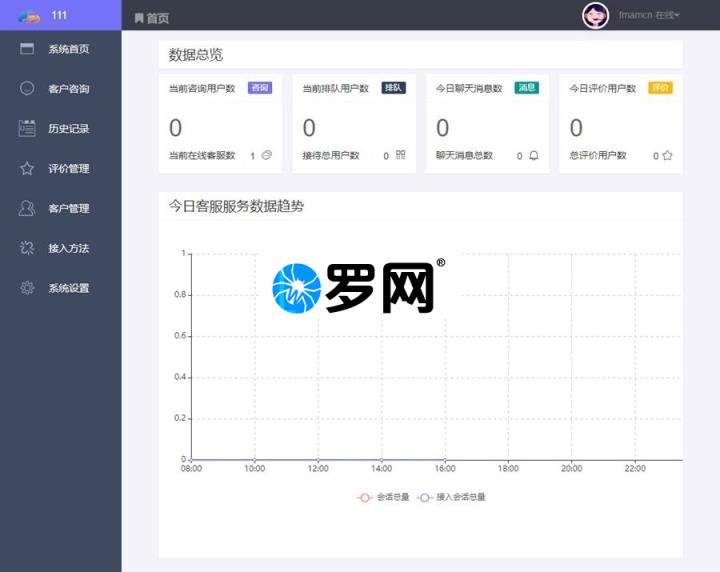 111
首页
fmamcn 在线
系统首页
客户咨询
历史记录
评价管理
客户管理
接入方法
系统设置
数据总览
当前咨询用户数 咨询
0
当前在线客服数 1
当前排队用户数 排队
0
接待总用户数 0
今日聊天消息数 消息
0
聊天消息总数 0
今日评价用户数 评价
0
总评价用户数 0
今日客服服务数据趋势
罗网®
1
0.8
0.6
0.4
0.2
0
08:00 10:00 12:00 14:00 16:00 18:00 20:00 22:00
会话总量 接入会话总量